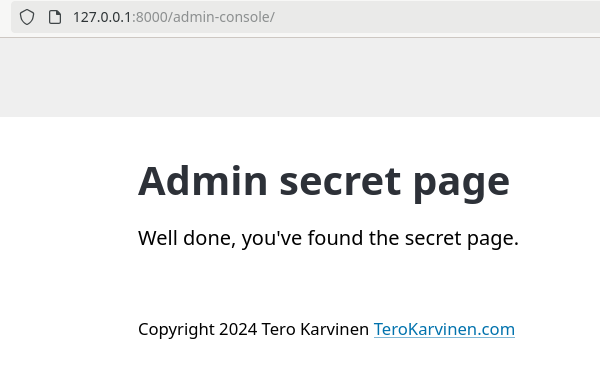 127.0.0.1:8000/admin-console/
Admin secret page
Well done, you've found the secret page.
Copyright 2024 Tero Karvinen TeroKarvinen.com